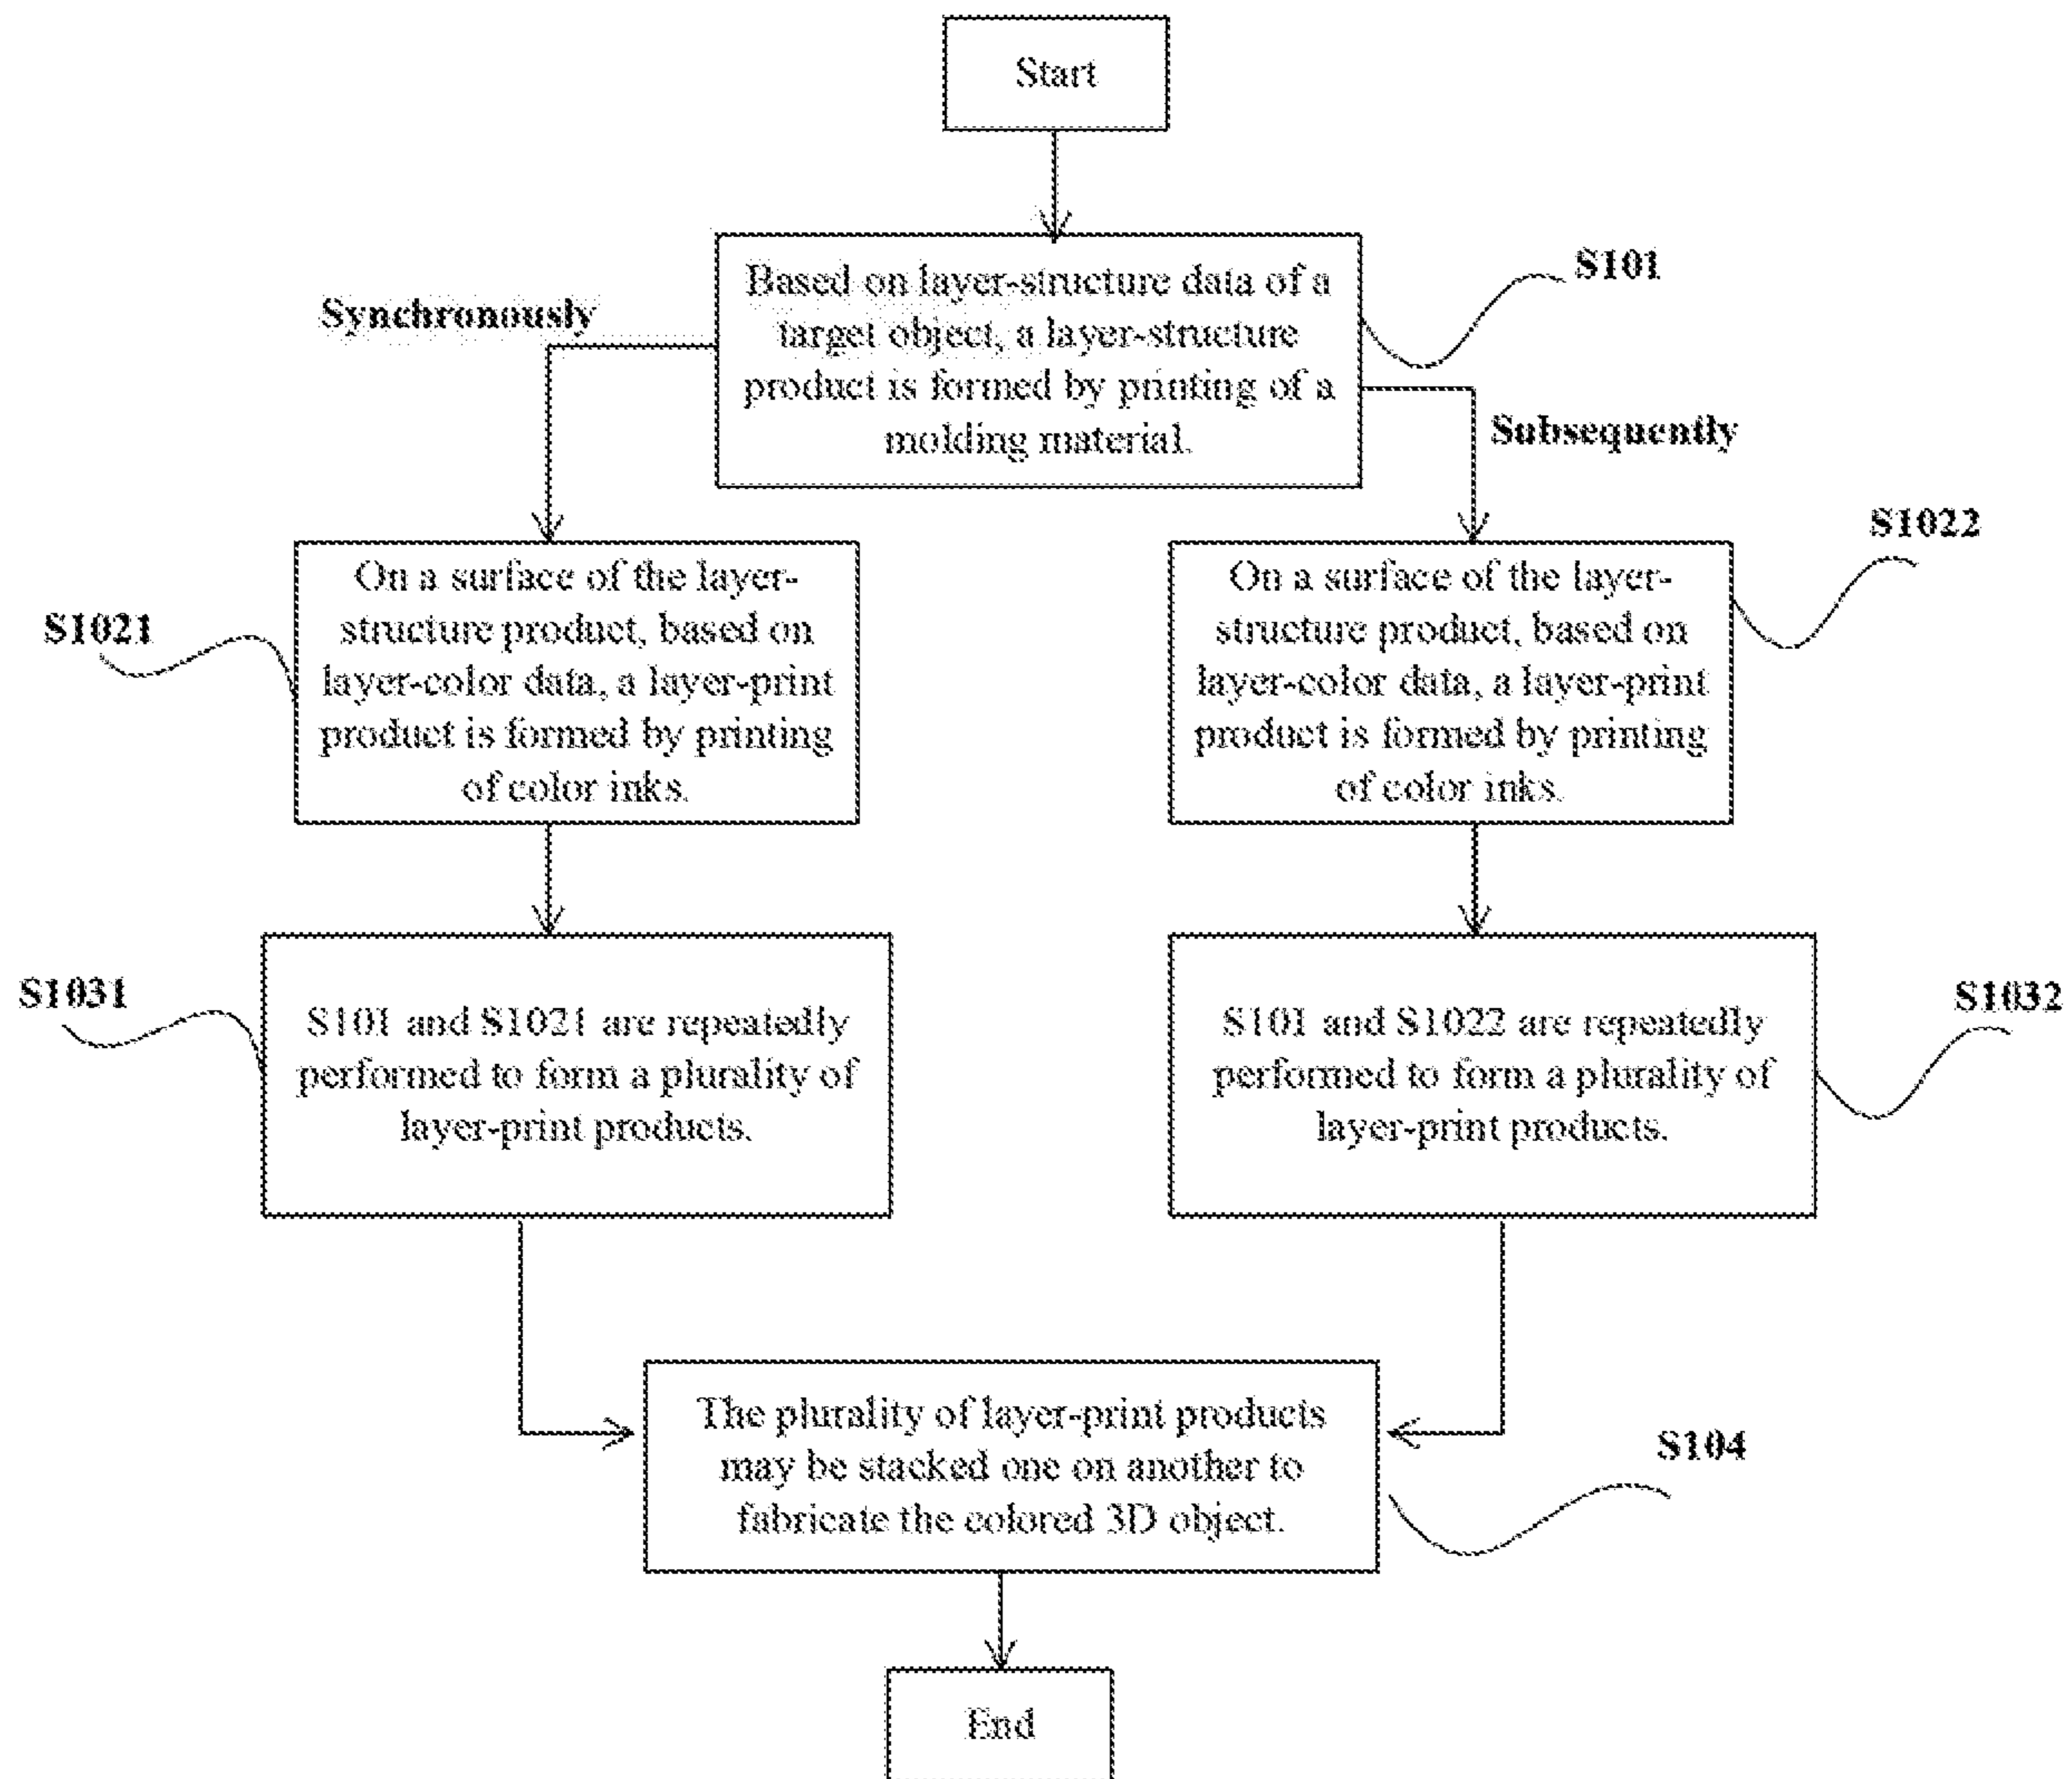 Start
Based on layer-structure data of a
target object, a layer-structure
product is formed by printing of a
molding material.
S101
Synchronously
Subsequently
On a surface of the layer-
structure product, based on
layer-color data, a layer-print
product is formed by printing
of color inks.
S1021
On a surface of the layer-
structure product, based on
layer-color data, a layer-print
product is formed by printing
of color inks.
S1022
S101 and S1021 are repeatedly
performed to form a plurality of
layer-print products.
S1031
S101 and S1022 are repeatedly
performed to form a plurality of
layer-print products.
S1032
The plurality of layer-print products
may be stacked one on another to
fabricate the colored 3D object.
S104
End